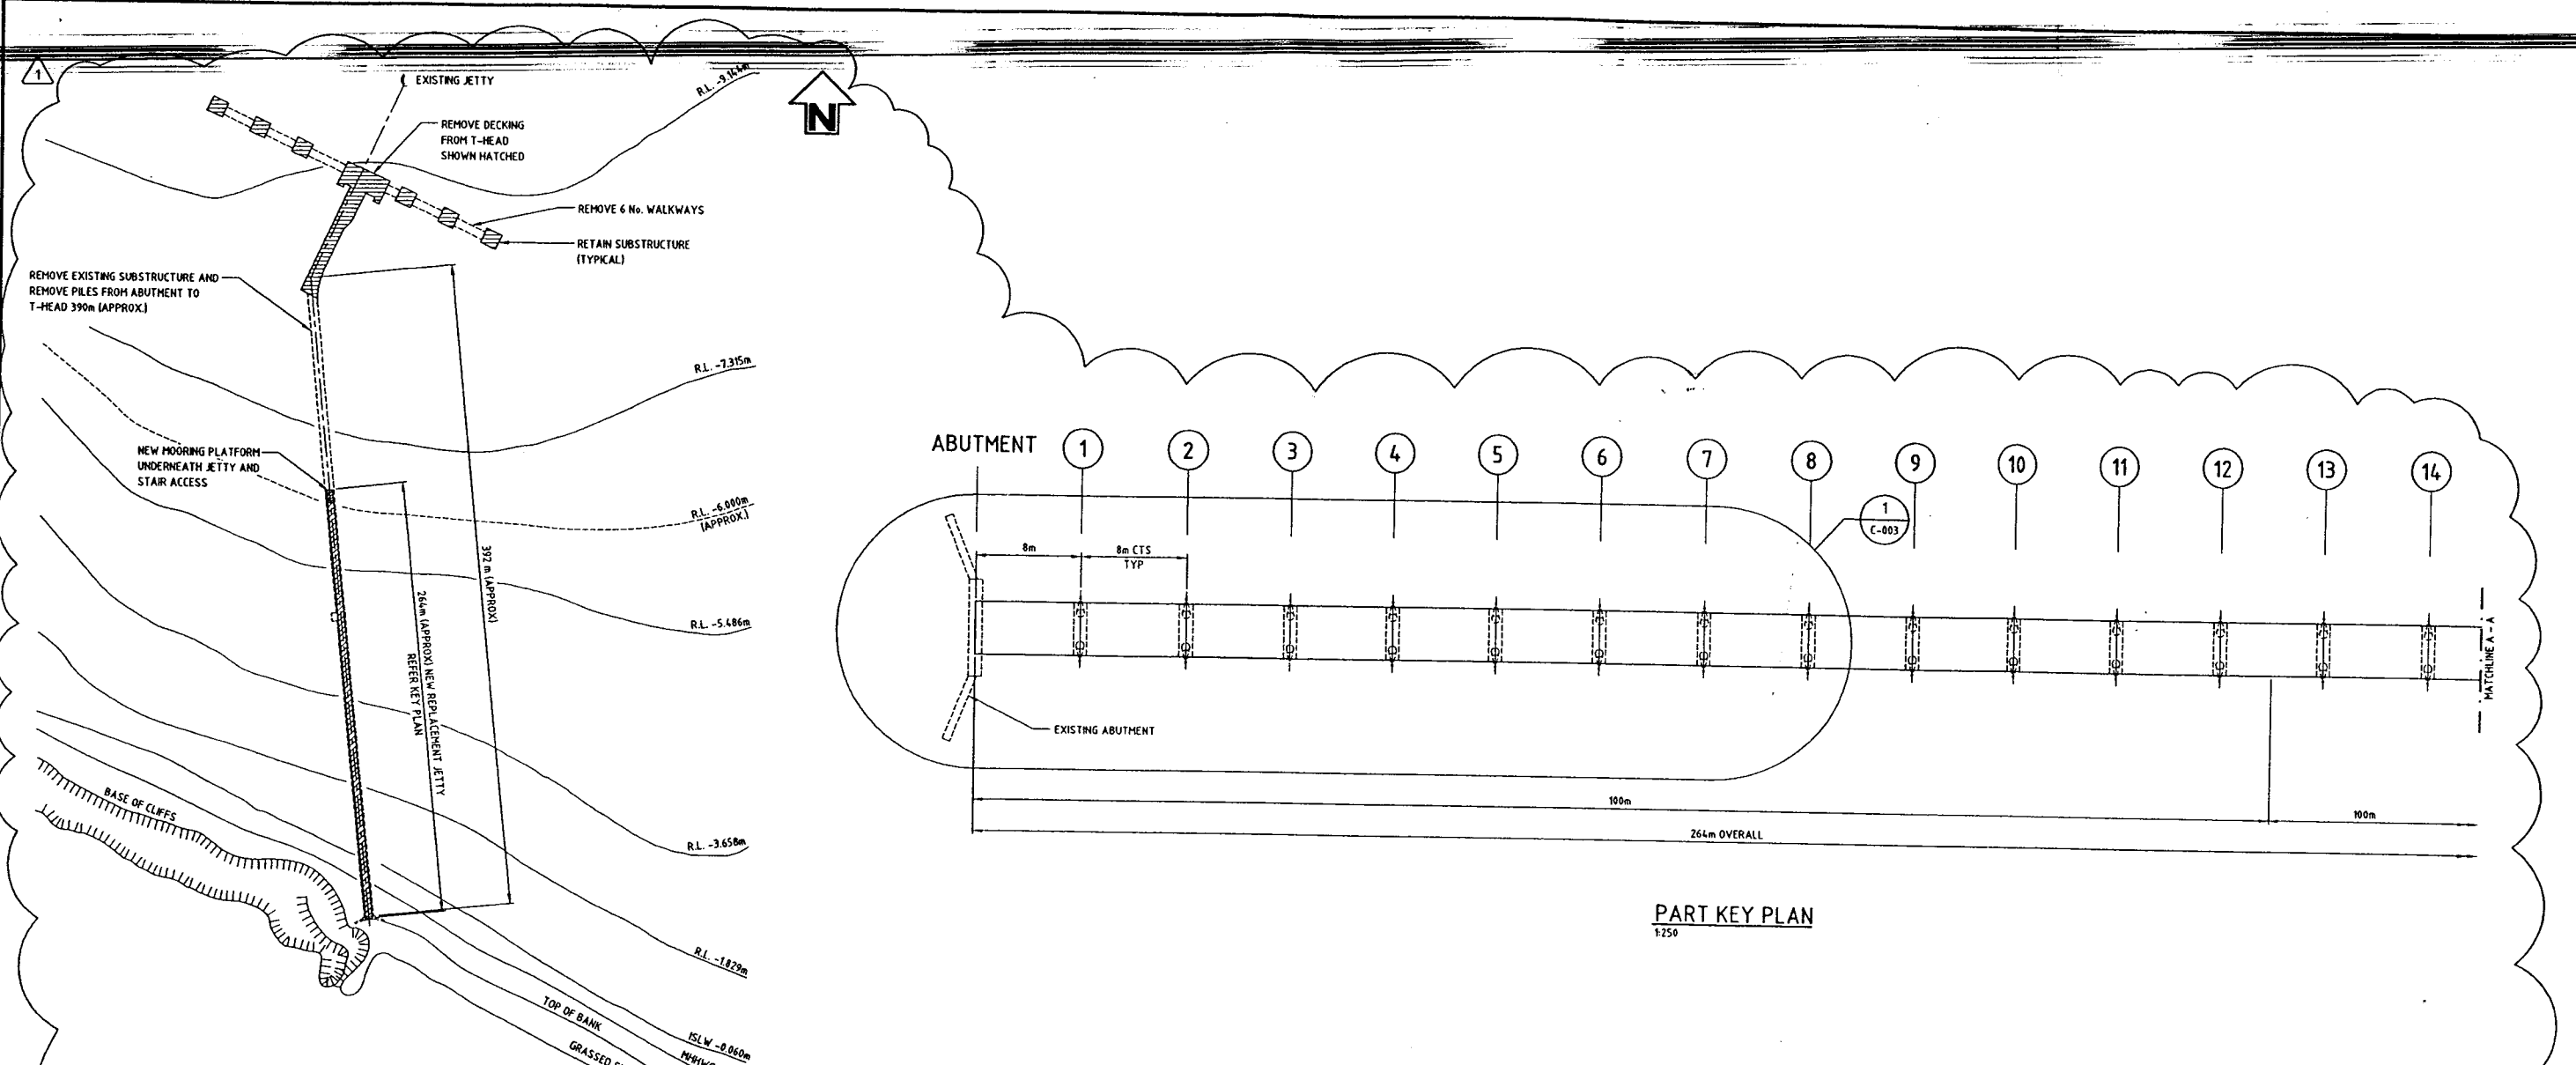 1
EXISTING JETTY
R.L. -9.144m
N
REMOVE DECKING
FROM T-HEAD
SHOWN HATCHED
REMOVE 6 No. WALKWAYS
RETAIN SUBSTRUCTURE
(TYPICAL)
REMOVE EXISTING SUBSTRUCTURE AND
REMOVE PILES FROM ABUTMENT TO
T-HEAD 390m (APPROX.)
R.L. -7.315m
NEW MOORING PLATFORM
UNDERNEATH JETTY AND
STAIR ACCESS
R.L. -6.000m
(APPROX.)
392 m (APPROX)
264m (APPROX) NEW REPLACEMENT JETTY
REFER KEY PLAN
R.L. -5.486m
BASE OF CLIFFS
R.L. -3.658m
R.L. -1.829m
TOP OF BANK
ISLW -0.060m
GRASSED
ABUTMENT
1
2
3
4
5
6
7
8
9
10
11
12
13
14
1
C-003
8m
8m CTS
TYP
MATCHLINE A - A
EXISTING ABUTMENT
100m
100m
264m OVERALL
PART KEY PLAN
1:250